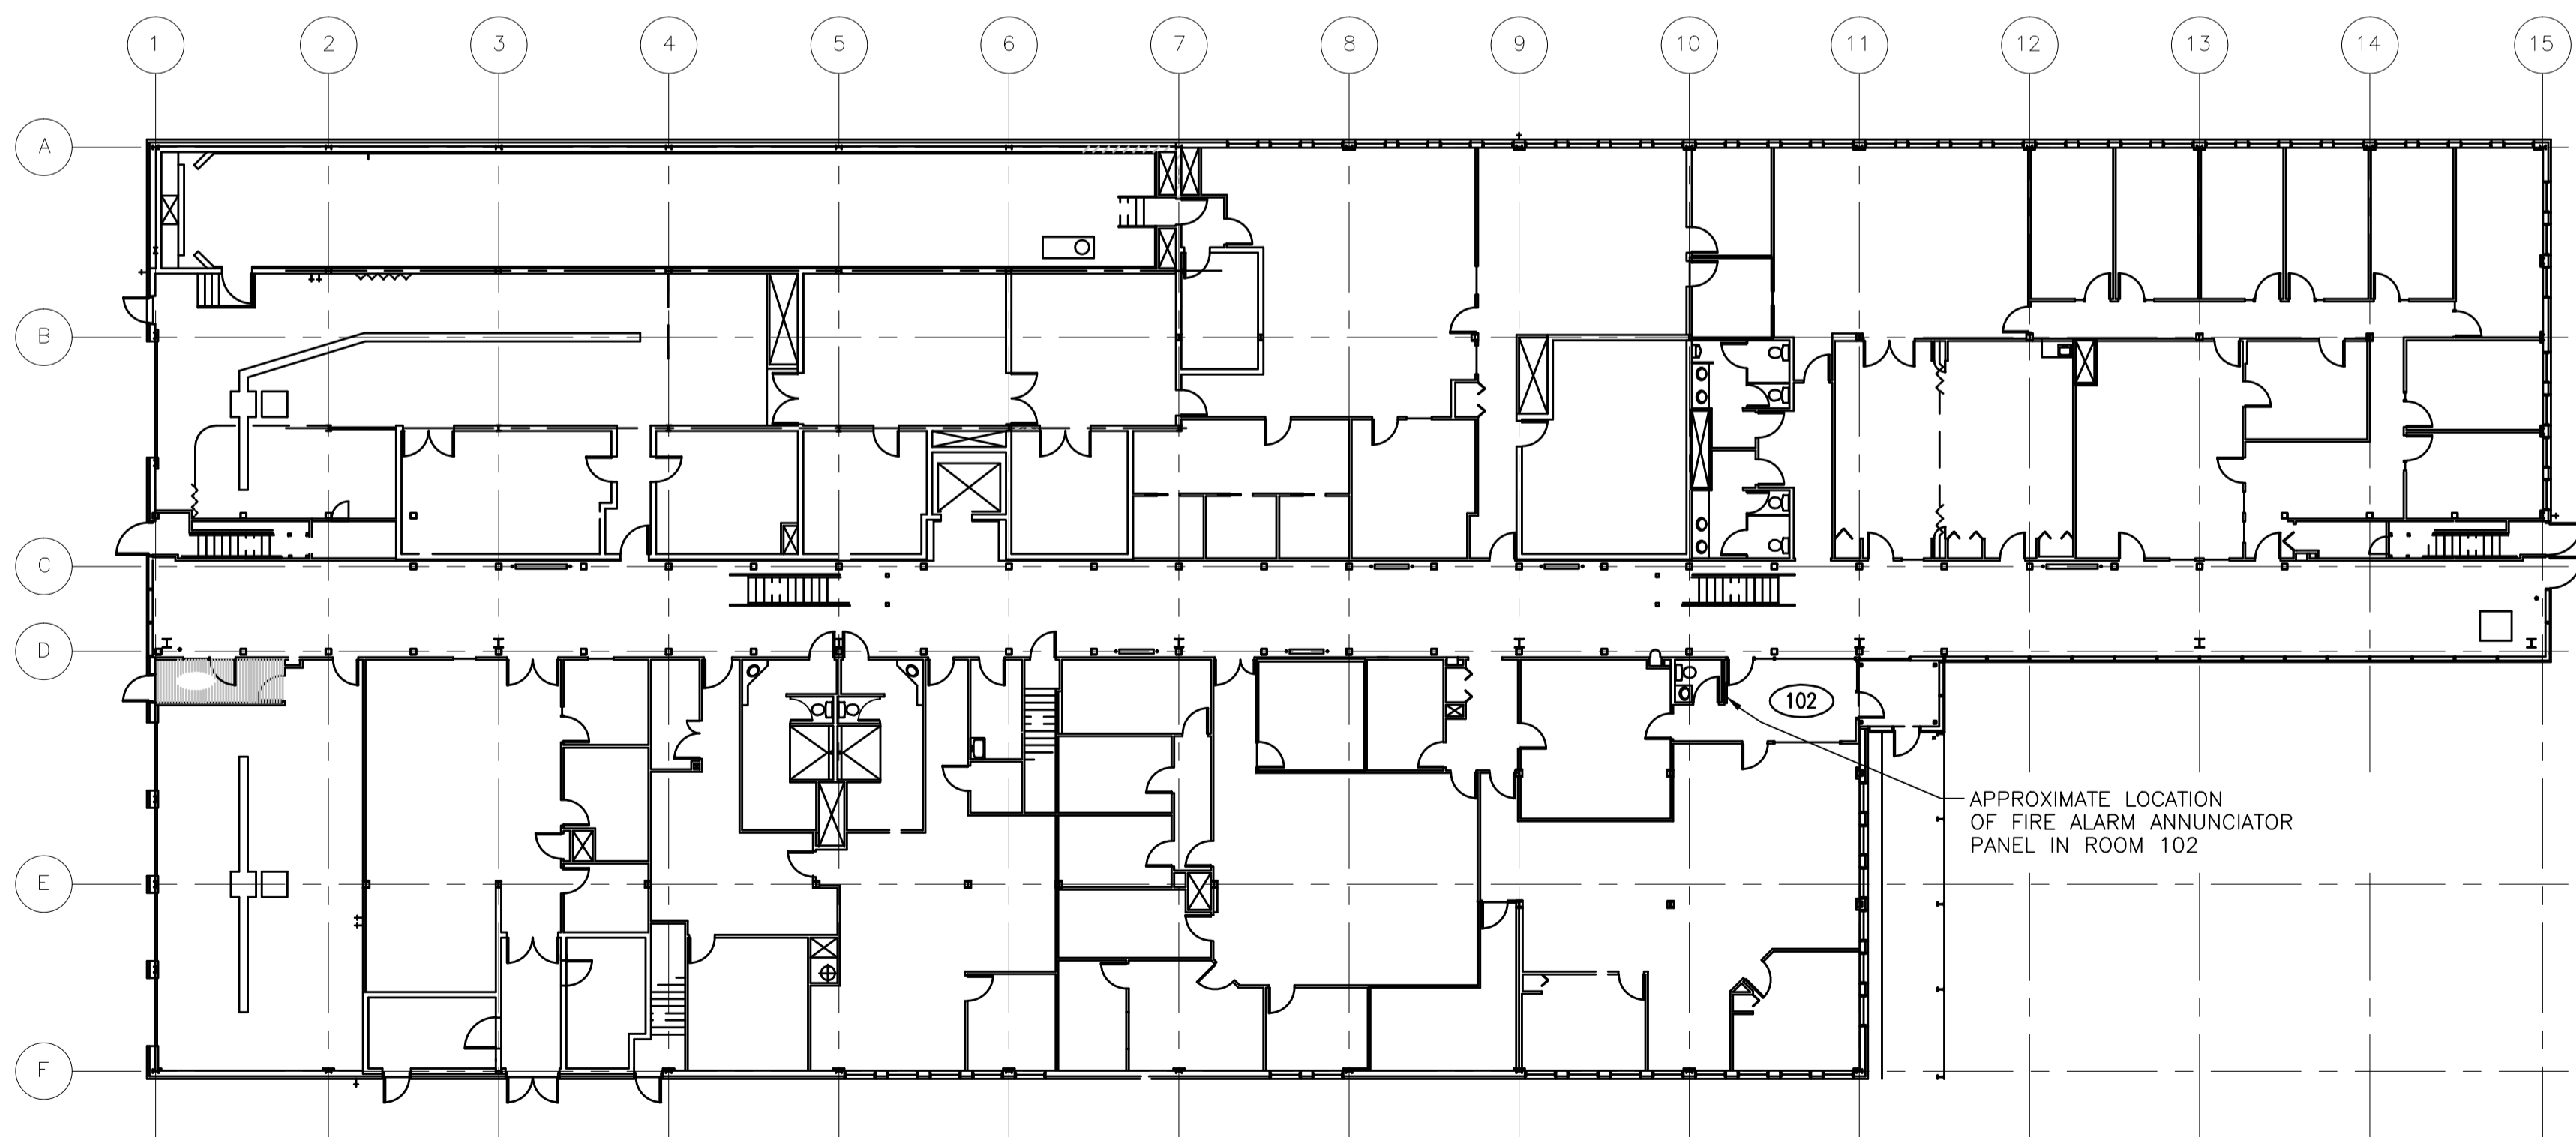 1 2 3 4 5 6 7 8 9 10 11 12 13 14 15
A
B
C
D
102
APPROXIMATE LOCATION
OF FIRE ALARM ANNUNCIATOR
PANEL IN ROOM 102
E
F